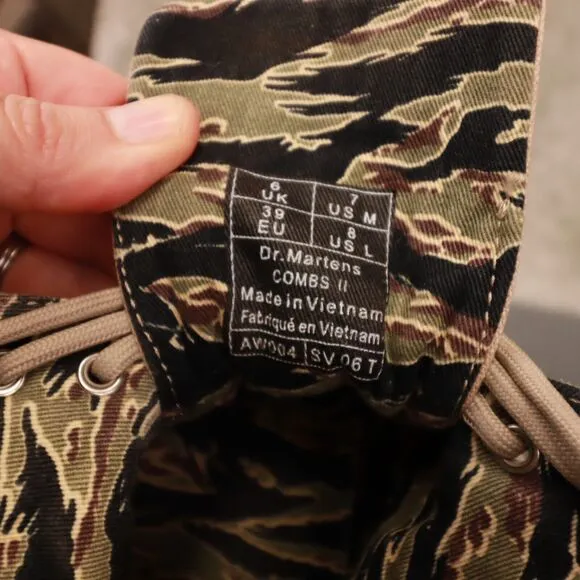 6 UK
7 US M
39 EU
8 US L
Dr.Martens
COMBS II
Made in Vietnam
Fabriqué en Vietnam
AW004 SV 06 T